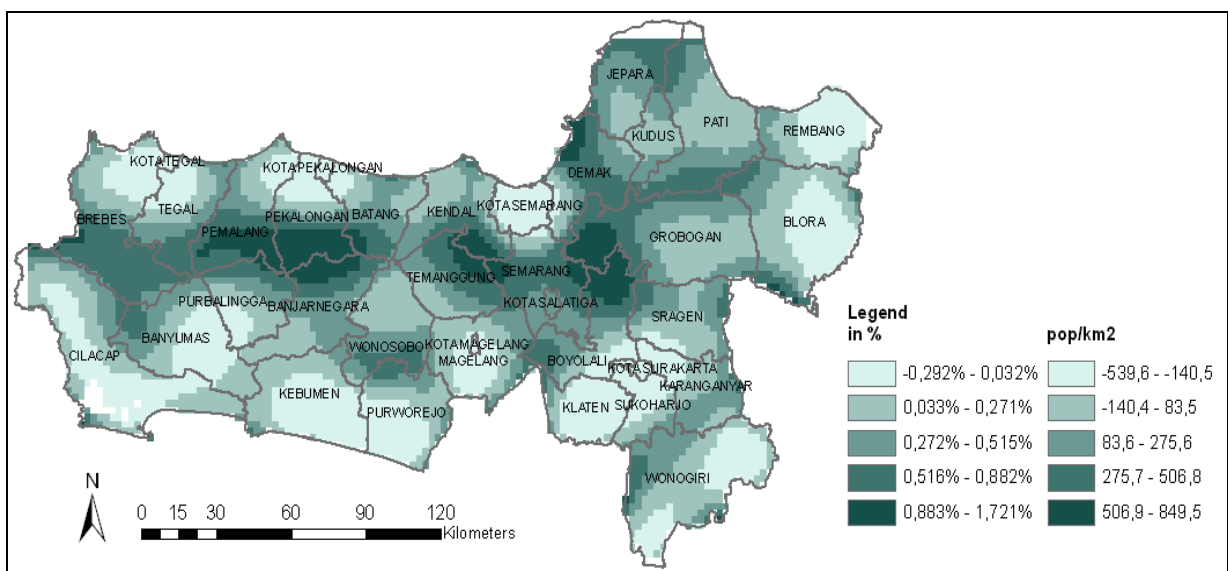 JEPARA
PATI
KUDUS
REMBANG
DEMAK
KOTATEGAL
KOTAPEKALONGAN
TEGAL
BREBES
PEKALONGAN
BATANG
KENDAL
KOTASEMARANG
PEMALANG
GROBOGAN
BLORA
TEMANGGUNG
SEMARANG
PURBALINGGA
BANJARNEGARA
KOTASALATIGA
SRAGEN
BANYUMAS
CILACAP
WONOSOBO
KOTAMAGELANG
MAGELANG
BOYOLALI
KOTASURAKARTA
KARANGANYAR
KEBUMEN
PURWOREJO
KLATEN
SUKOHARJO
WONOGIRI
N
0 15 30 60 90 120
Kilometers
Legend
in %
pop/km2
-0,292% - 0,032%
-539,6 - -140,5
0,033% - 0,271%
-140,4 - 83,5
0,272% - 0,515%
83,6 - 275,6
0,516% - 0,882%
275,7 - 506,8
0,883% - 1,721%
506,9 - 849,5